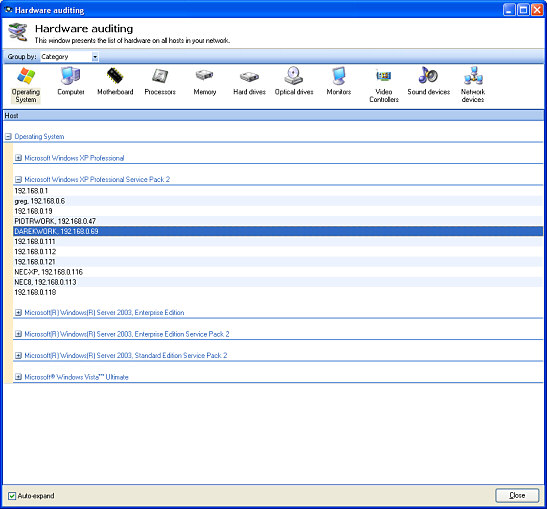 Hardware auditing
Hardware auditing
This window presents the list of hardware on all hosts in your network.
Group by: Category
Operating System
Computer
Motherboard
Processors
Memory
Hard drives
Optical drives
Monitors
Video Controllers
Sound devices
Network devices
Host
Operating System
Microsoft Windows XP Professional
Microsoft Windows XP Professional Service Pack 2
192.168.0.1
greg, 192.168.0.6
192.168.0.19
PIOTRWORK, 192.168.0.47
DAREKWORK, 192.168.0.69
192.168.0.111
192.168.0.112
192.168.0.121
NEC-XP, 192.168.0.116
NEC8, 192.168.0.113
192.168.0.118
Microsoft(R) Windows(R) Server 2003, Enterprise Edition
Microsoft(R) Windows(R) Server 2003, Enterprise Edition Service Pack 2
Microsoft(R) Windows(R) Server 2003, Standard Edition Service Pack 2
Microsoft® Windows Vista™ Ultimate
Auto-expand
Close